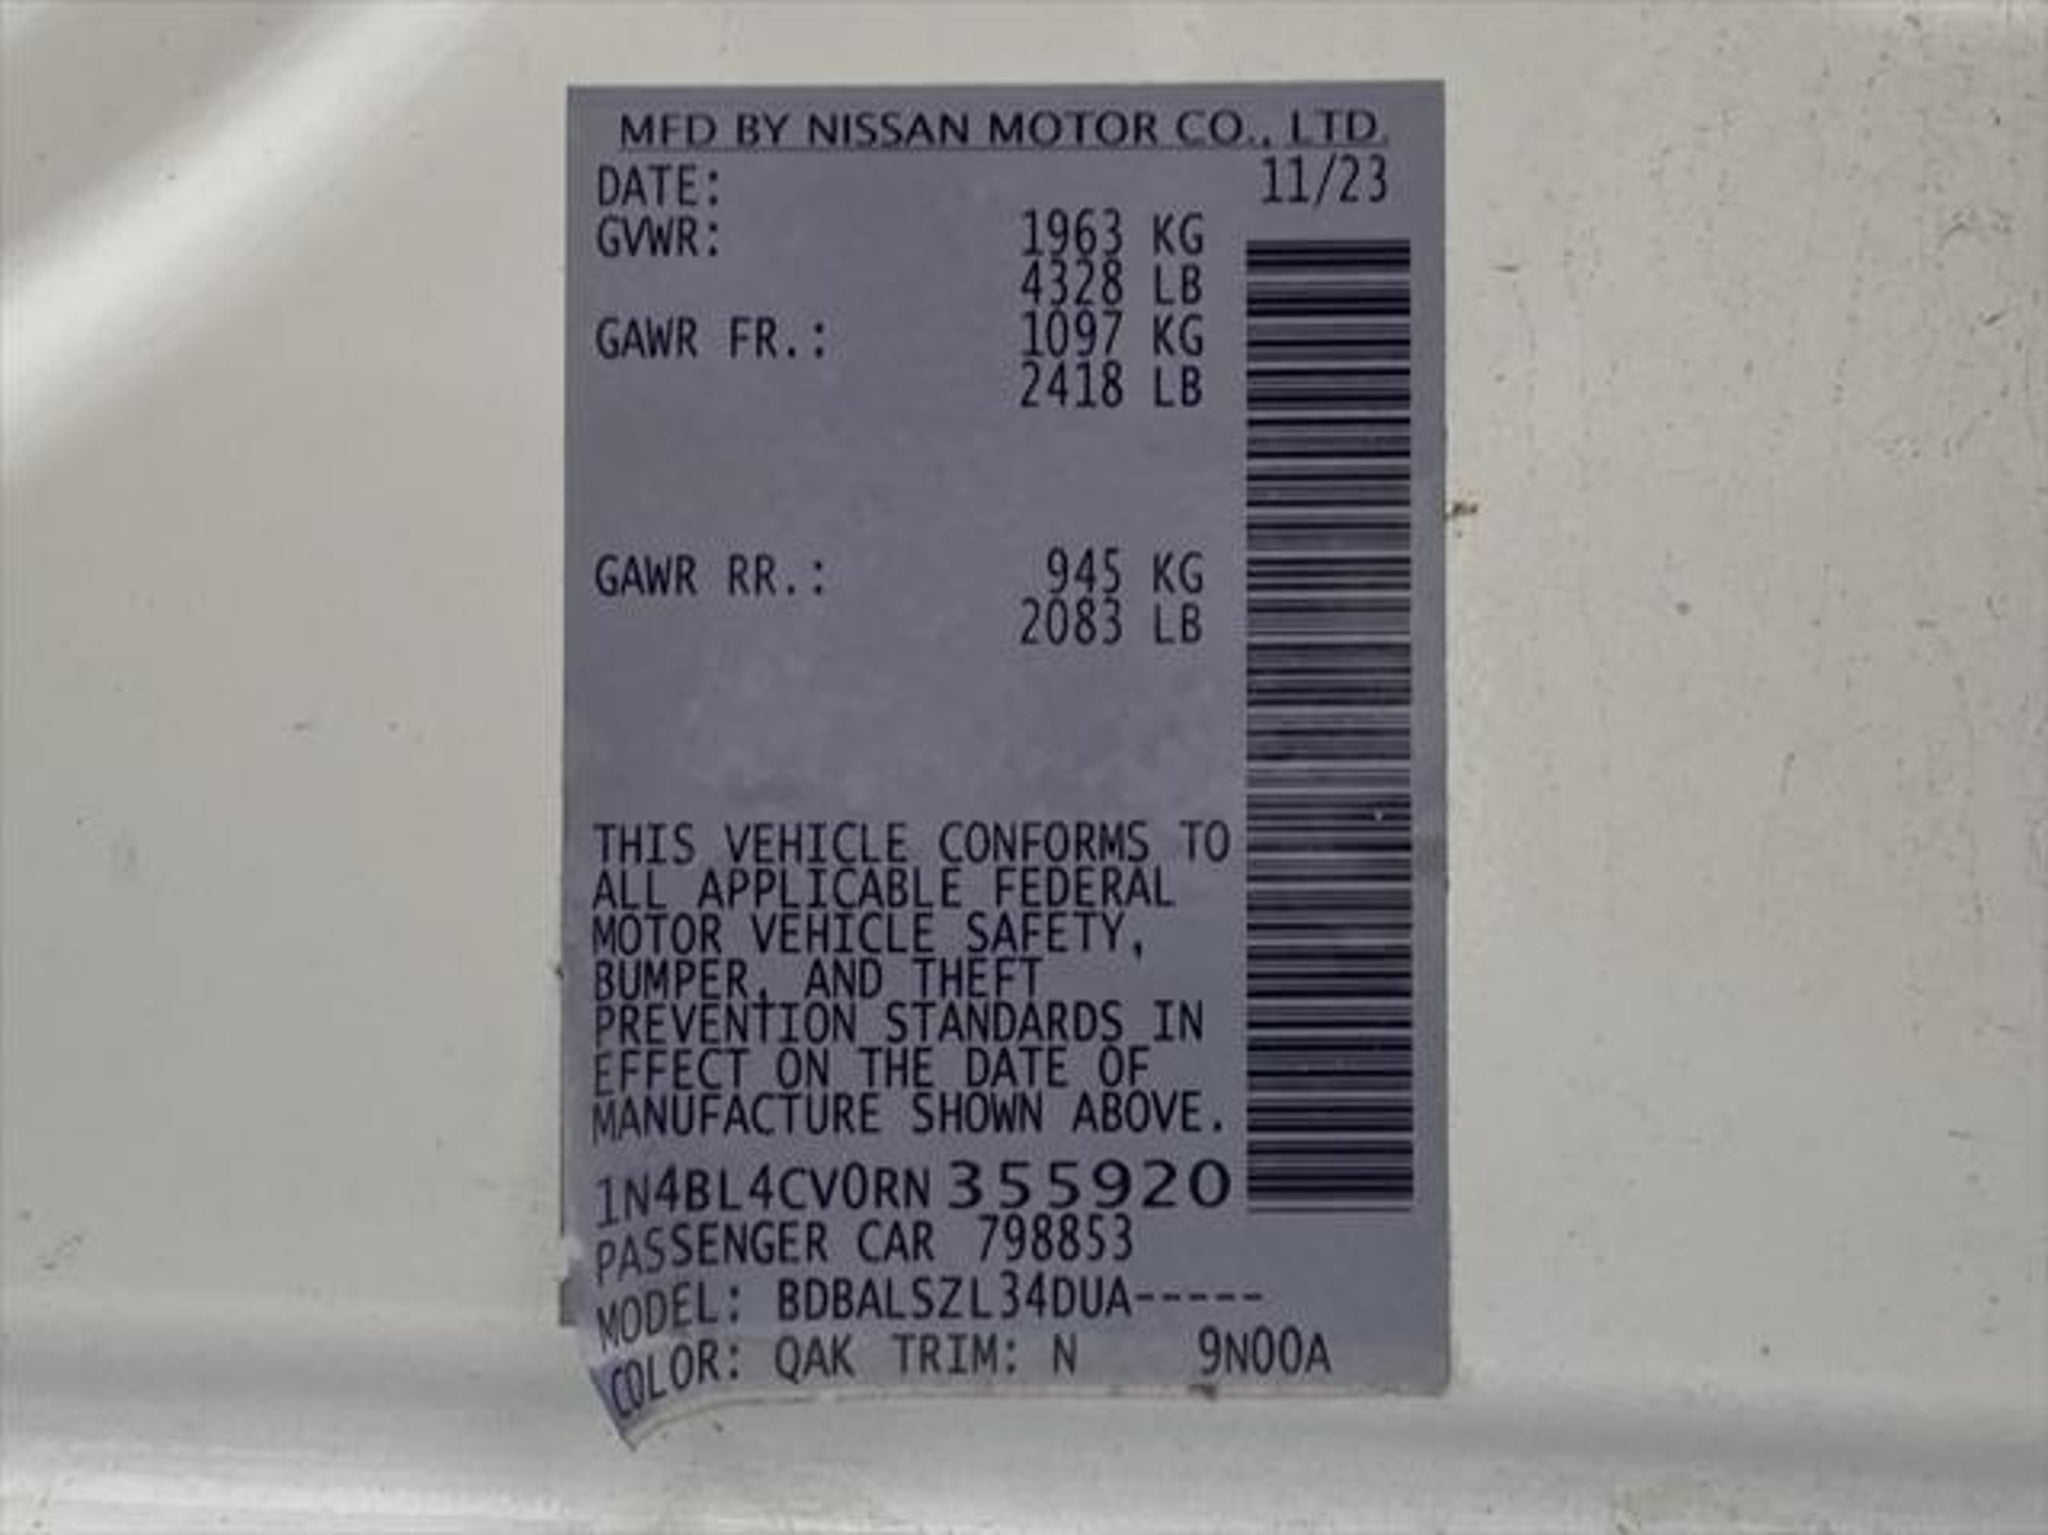 MFD BY NISSAN MOTOR CO., LTD.
DATE: 11/23
GVWR: 1963 KG
4328 LB
GAWR FR.: 1097 KG
2418 LB
GAWR RR.: 945 KG
2083 LB
THIS VEHICLE CONFORMS TO
ALL APPLICABLE FEDERAL
MOTOR VEHICLE SAFETY,
BUMPER, AND THEFT
PREVENTION STANDARDS IN
EFFECT ON THE DATE OF
MANUFACTURE SHOWN ABOVE.
1N4BL4CV0RN355920
PASSENGER CAR 798853
MODEL: BDBALSZL34DUA-----
COLOR: QAK TRIM: N 9N00A